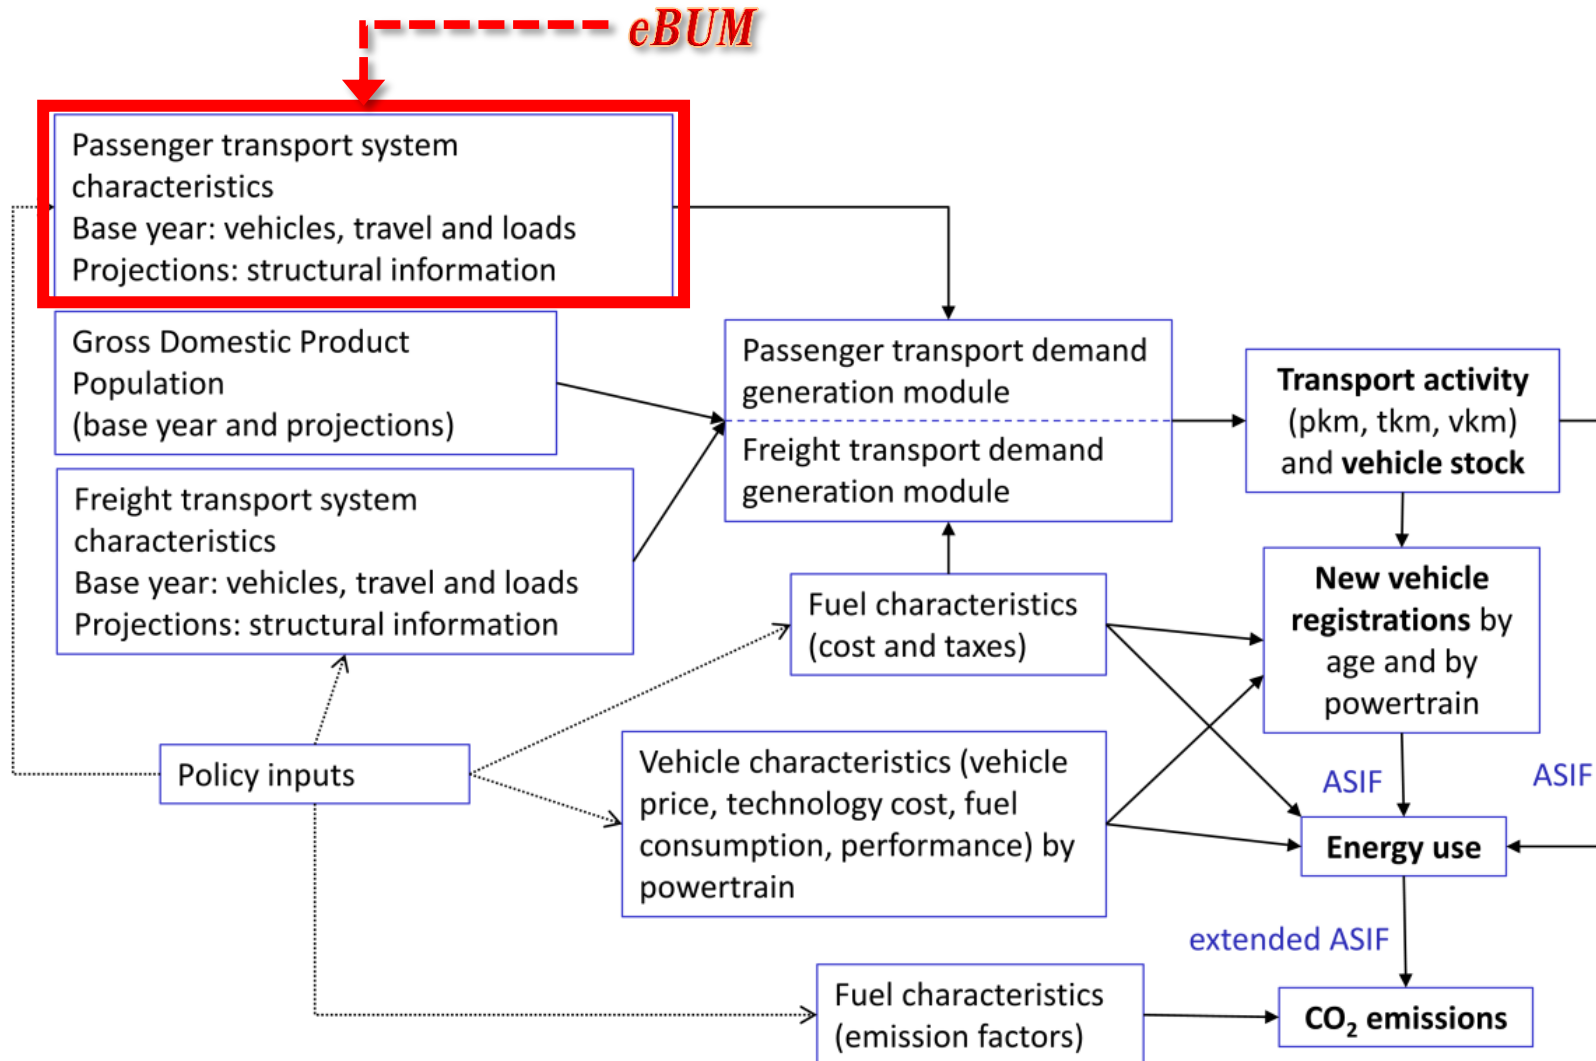 eBUM
Passenger transport system
characteristics
Base year: vehicles, travel and loads
Projections: structural information
Gross Domestic Product
Population
(base year and projections)
Freight transport system
characteristics
Base year: vehicles, travel and loads
Projections: structural information
Passenger transport demand
generation module
Freight transport demand
generation module
Transport activity
(pkm, tkm, vkm)
and vehicle stock
New vehicle
registrations by
age and by
powertrain
Fuel characteristics
(cost and taxes)
Policy inputs
Vehicle characteristics (vehicle
price, technology cost, fuel
consumption, performance) by
powertrain
ASIF
ASIF
Energy use
extended ASIF
Fuel characteristics
(emission factors)
CO₂ emissions